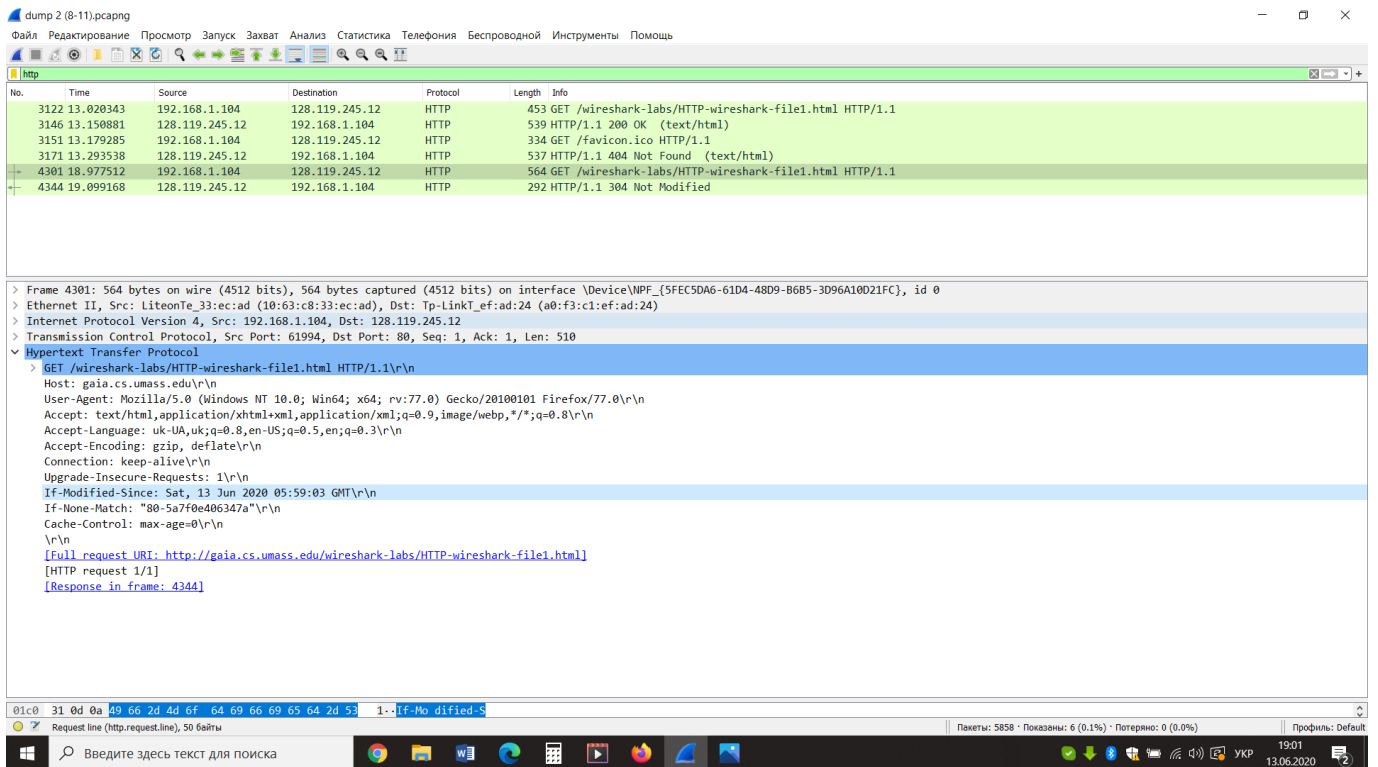 dump 2 (8-11).pcapng
Файл Редактирование Просмотр Запуск Захват Анализ Статистика Телефония Беспроводной Инструменты Помощь
http
No. Time Source Destination Protocol Length Info
3122 13.020343 192.168.1.104 128.119.245.12 HTTP 453 GET /wireshark-labs/HTTP-wireshark-file1.html HTTP/1.1
3146 13.150881 128.119.245.12 192.168.1.104 HTTP 539 HTTP/1.1 200 OK (text/html)
3151 13.179285 192.168.1.104 128.119.245.12 HTTP 334 GET /favicon.ico HTTP/1.1
3171 13.293538 128.119.245.12 192.168.1.104 HTTP 537 HTTP/1.1 404 Not Found (text/html)
4301 18.977512 192.168.1.104 128.119.245.12 HTTP 564 GET /wireshark-labs/HTTP-wireshark-file1.html HTTP/1.1
4344 19.099168 128.119.245.12 192.168.1.104 HTTP 292 HTTP/1.1 304 Not Modified
Frame 4301: 564 bytes on wire (4512 bits), 564 bytes captured (4512 bits) on interface \Device\NPF_{5FEC5DA6-61D4-48D9-B6B5-3D96A10D21FC}, id 0
Ethernet II, Src: LiteonTe_33:ec:ad (10:63:c8:33:ec:ad), Dst: Tp-LinkT_ef:ad:24 (a0:f3:c1:ef:ad:24)
Internet Protocol Version 4, Src: 192.168.1.104, Dst: 128.119.245.12
Transmission Control Protocol, Src Port: 61994, Dst Port: 80, Seq: 1, Ack: 1, Len: 510
Hypertext Transfer Protocol
GET /wireshark-labs/HTTP-wireshark-file1.html HTTP/1.1\r\n
Host: gaia.cs.umass.edu\r\n
User-Agent: Mozilla/5.0 (Windows NT 10.0; Win64; x64; rv:77.0) Gecko/20100101 Firefox/77.0\r\n
Accept: text/html,application/xhtml+xml,application/xml;q=0.9,image/webp,*/*;q=0.8\r\n
Accept-Language: uk-UA,uk;q=0.8,en-US;q=0.5,en;q=0.3\r\n
Accept-Encoding: gzip, deflate\r\n
Connection: keep-alive\r\n
Upgrade-Insecure-Requests: 1\r\n
If-Modified-Since: Sat, 13 Jun 2020 05:59:03 GMT\r\n
If-None-Match: "80-5a7f0e406347a"\r\n
Cache-Control: max-age=0\r\n
\r\n
[Full request URI: http://gaia.cs.umass.edu/wireshark-labs/HTTP-wireshark-file1.html]
[HTTP request 1/1]
[Response in frame: 4344]
01c0 31 0d 0a 49 66 2d 4d 6f 64 69 66 69 65 64 2d 53 1··If-Mo dified-S
Request line (http.request.line), 50 байты Пакеты: 5858 · Показаны: 6 (0.1%) · Потеряно: 0 (0.0%) Профиль: Default
Введите здесь текст для поиска УКР 19:01
13.06.2020 2